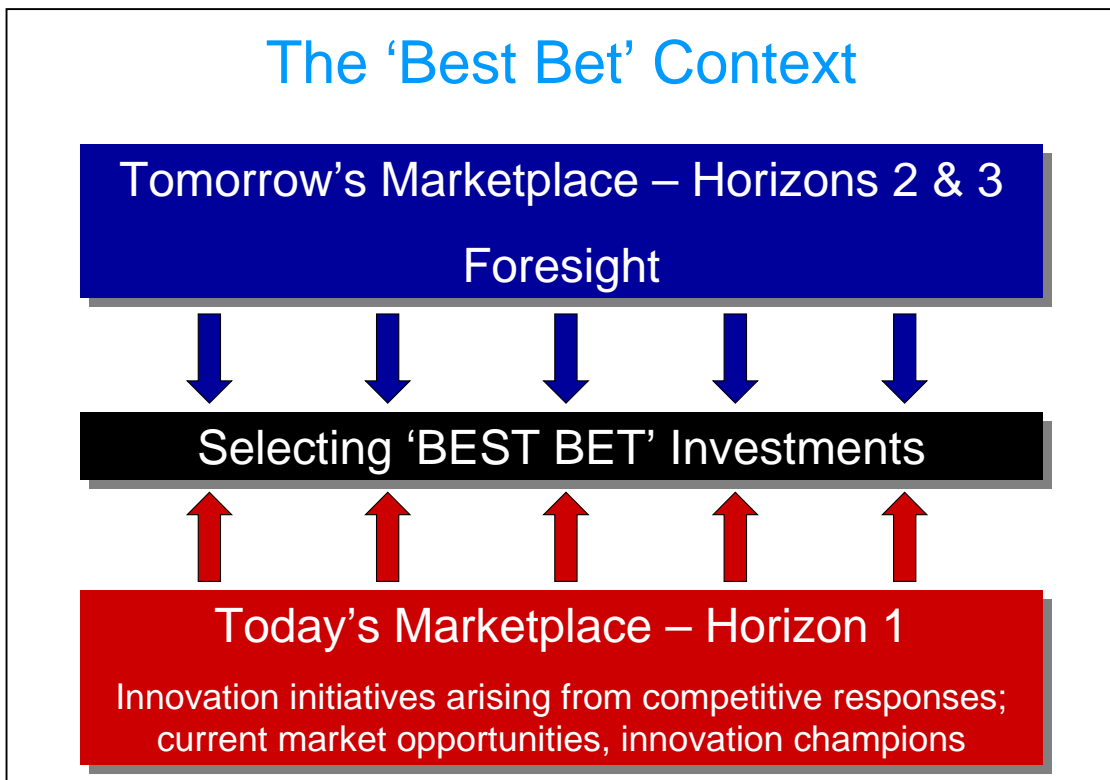 The ‘Best Bet’ Context
Tomorrow’s Marketplace – Horizons 2 & 3
Foresight
Selecting ‘BEST BET’ Investments
Today’s Marketplace – Horizon 1
Innovation initiatives arising from competitive responses;
current market opportunities, innovation champions